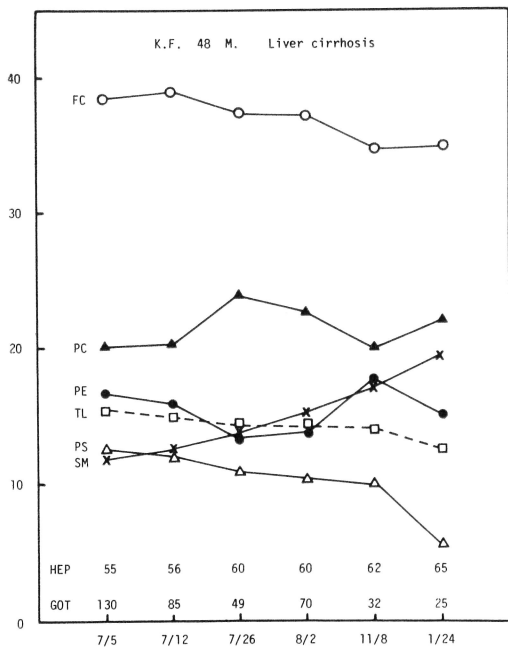 K.F. 48 M. Liver cirrhosis
40
FC
30
PC
20
PE
TL
PS
SM
10
HEP 55 56 60 60 62 65
GOT 130 85 49 70 32 25
0
7/5 7/12 7/26 8/2 11/8 1/24